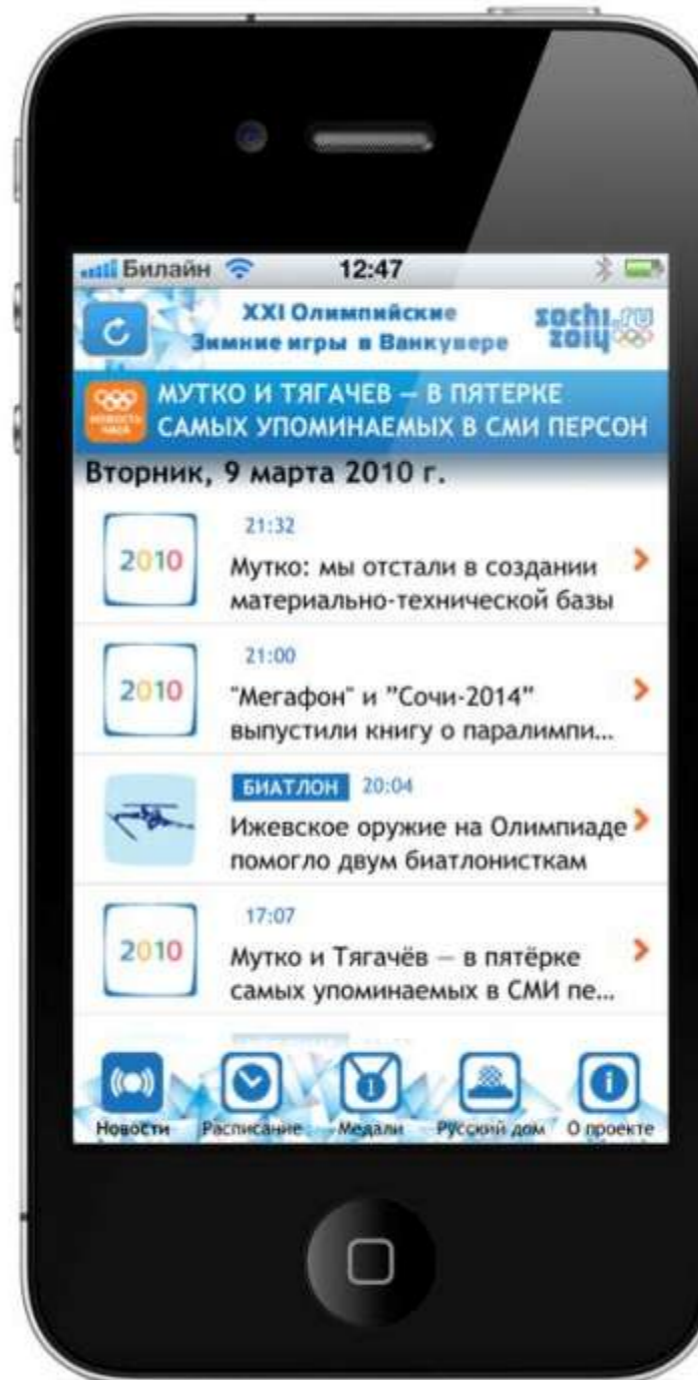 Билайн 12:47
XXI Олимпийские
Зимние игры в Ванкувере
sochi.ru
2014
НОВОСТЬ
ЧАСА
МУТКО И ТЯГАЧЕВ — В ПЯТЕРКЕ
САМЫХ УПОМИНАЕМЫХ В СМИ ПЕРСОН
Вторник, 9 марта 2010 г.
21:32
2010
Мутко: мы отстали в создании
материально-технической базы
21:00
2010
"Мегафон" и "Сочи-2014"
выпустили книгу о паралимпи...
БИАТЛОН 20:04
Ижевское оружие на Олимпиаде
помогло двум биатлонисткам
17:07
2010
Мутко и Тягачёв — в пятёрке
самых упоминаемых в СМИ пе...
Новости Расписание Медали Русский дом О проекте